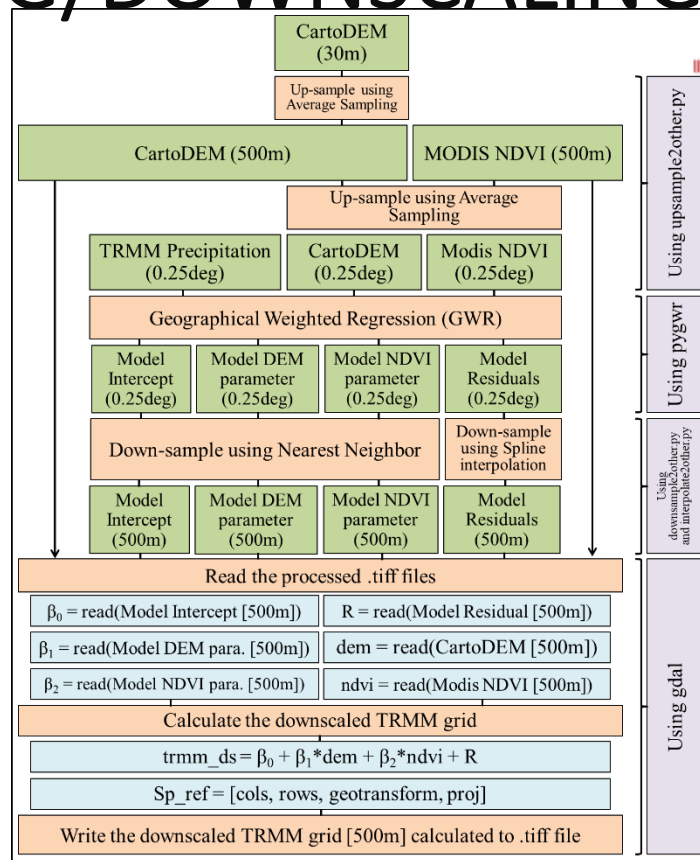 G/DOWNSCALING
CartoDEM
(30m)
Up-sample using
Average Sampling
CartoDEM (500m)
MODIS NDVI (500m)
Up-sample using Average
Sampling
TRMM Precipitation
(0.25deg)
CartoDEM
(0.25deg)
Modis NDVI
(0.25deg)
Using upsample2other.py
Geographical Weighted Regression (GWR)
Model
Intercept
(0.25deg)
Model DEM
parameter
(0.25deg)
Model NDVI
parameter
(0.25deg)
Model
Residuals
(0.25deg)
Using pygwr
Down-sample using Nearest Neighbor
Down-sample
using Spline
interpolation
Model
Intercept
(500m)
Model DEM
parameter
(500m)
Model NDVI
parameter
(500m)
Model
Residuals
(500m)
Using
downsample2other.py
and interpolate2other.py
Read the processed .tiff files
β₀ = read(Model Intercept [500m])
R = read(Model Residual [500m])
β₁ = read(Model DEM para. [500m])
dem = read(CartoDEM [500m])
β₂ = read(Model NDVI para. [500m])
ndvi = read(Modis NDVI [500m])
Calculate the downscaled TRMM grid
trmm_ds = β₀ + β₁*dem + β₂*ndvi + R
Sp_ref = [cols, rows, geotransform, proj]
Write the downscaled TRMM grid [500m] calculated to .tiff file
Using gdal